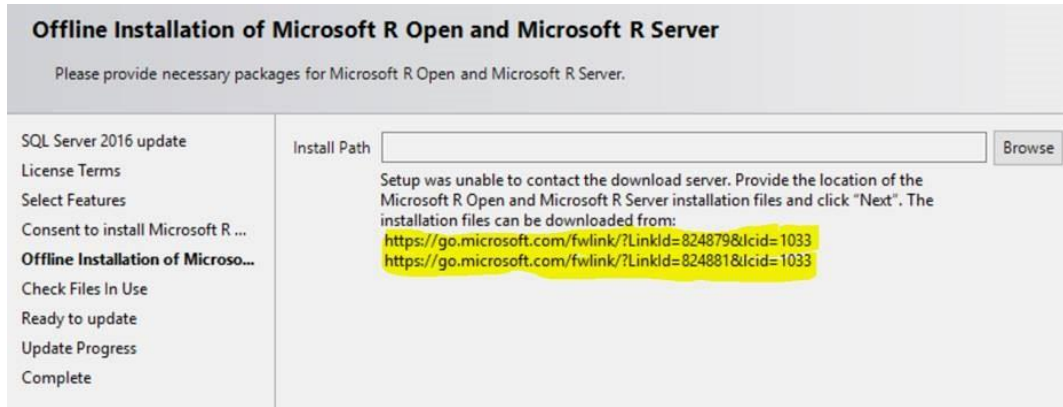 Offline Installation of Microsoft R Open and Microsoft R Server
Please provide necessary packages for Microsoft R Open and Microsoft R Server.
SQL Server 2016 update
License Terms
Select Features
Consent to install Microsoft R ...
Offline Installation of Microso...
Check Files In Use
Ready to update
Update Progress
Complete
Install Path
Browse
Setup was unable to contact the download server. Provide the location of the
Microsoft R Open and Microsoft R Server installation files and click "Next". The
installation files can be downloaded from:
https://go.microsoft.com/fwlink/?LinkId=824879&lcid=1033
https://go.microsoft.com/fwlink/?LinkId=824881&lcid=1033